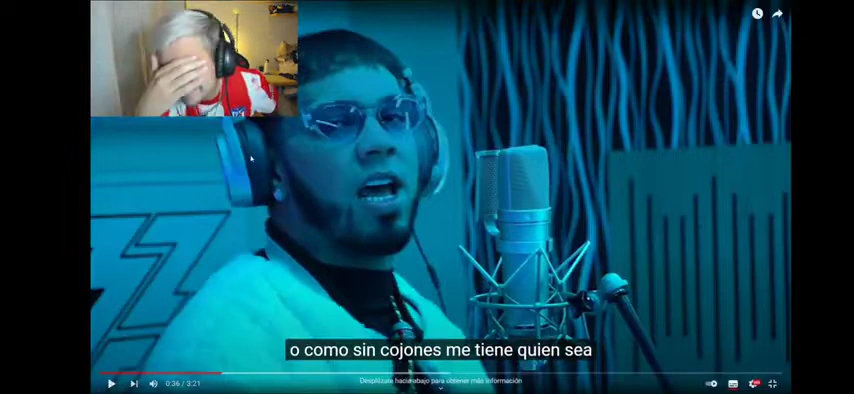 o como sin cojones me tiene quien sea
0:36 / 3:21
Desplázate hacia abajo para obtener más información